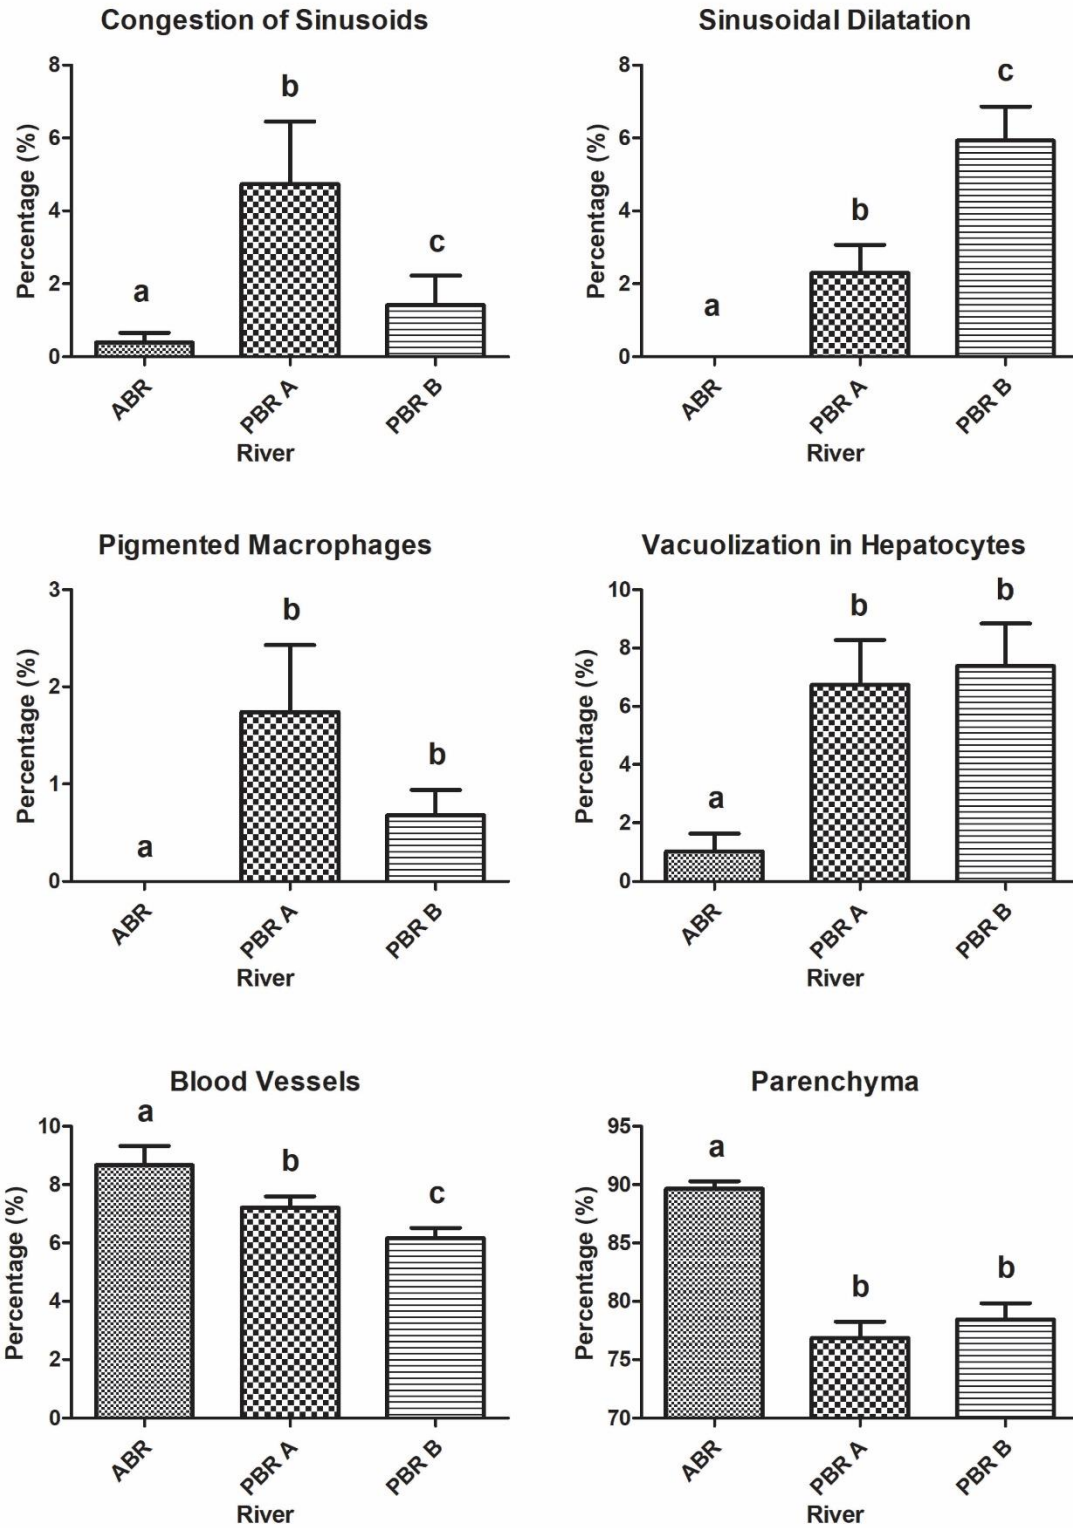 Congestion of Sinusoids
Percentage (%)
8
6
4
2
0
a
b
c
ABR
PBR A
PBR B
River
Sinusoidal Dilatation
Percentage (%)
8
6
4
2
0
a
b
c
ABR
PBR A
PBR B
River
Pigmented Macrophages
Percentage (%)
3
2
1
0
a
b
b
ABR
PBR A
PBR B
River
Vacuolization in Hepatocytes
Percentage (%)
10
8
6
4
2
0
a
b
b
ABR
PBR A
PBR B
River
Blood Vessels
Percentage (%)
10
8
6
4
2
0
a
b
c
ABR
PBR A
PBR B
River
Parenchyma
Percentage (%)
95
90
85
80
75
70
a
b
b
ABR
PBR A
PBR B
River